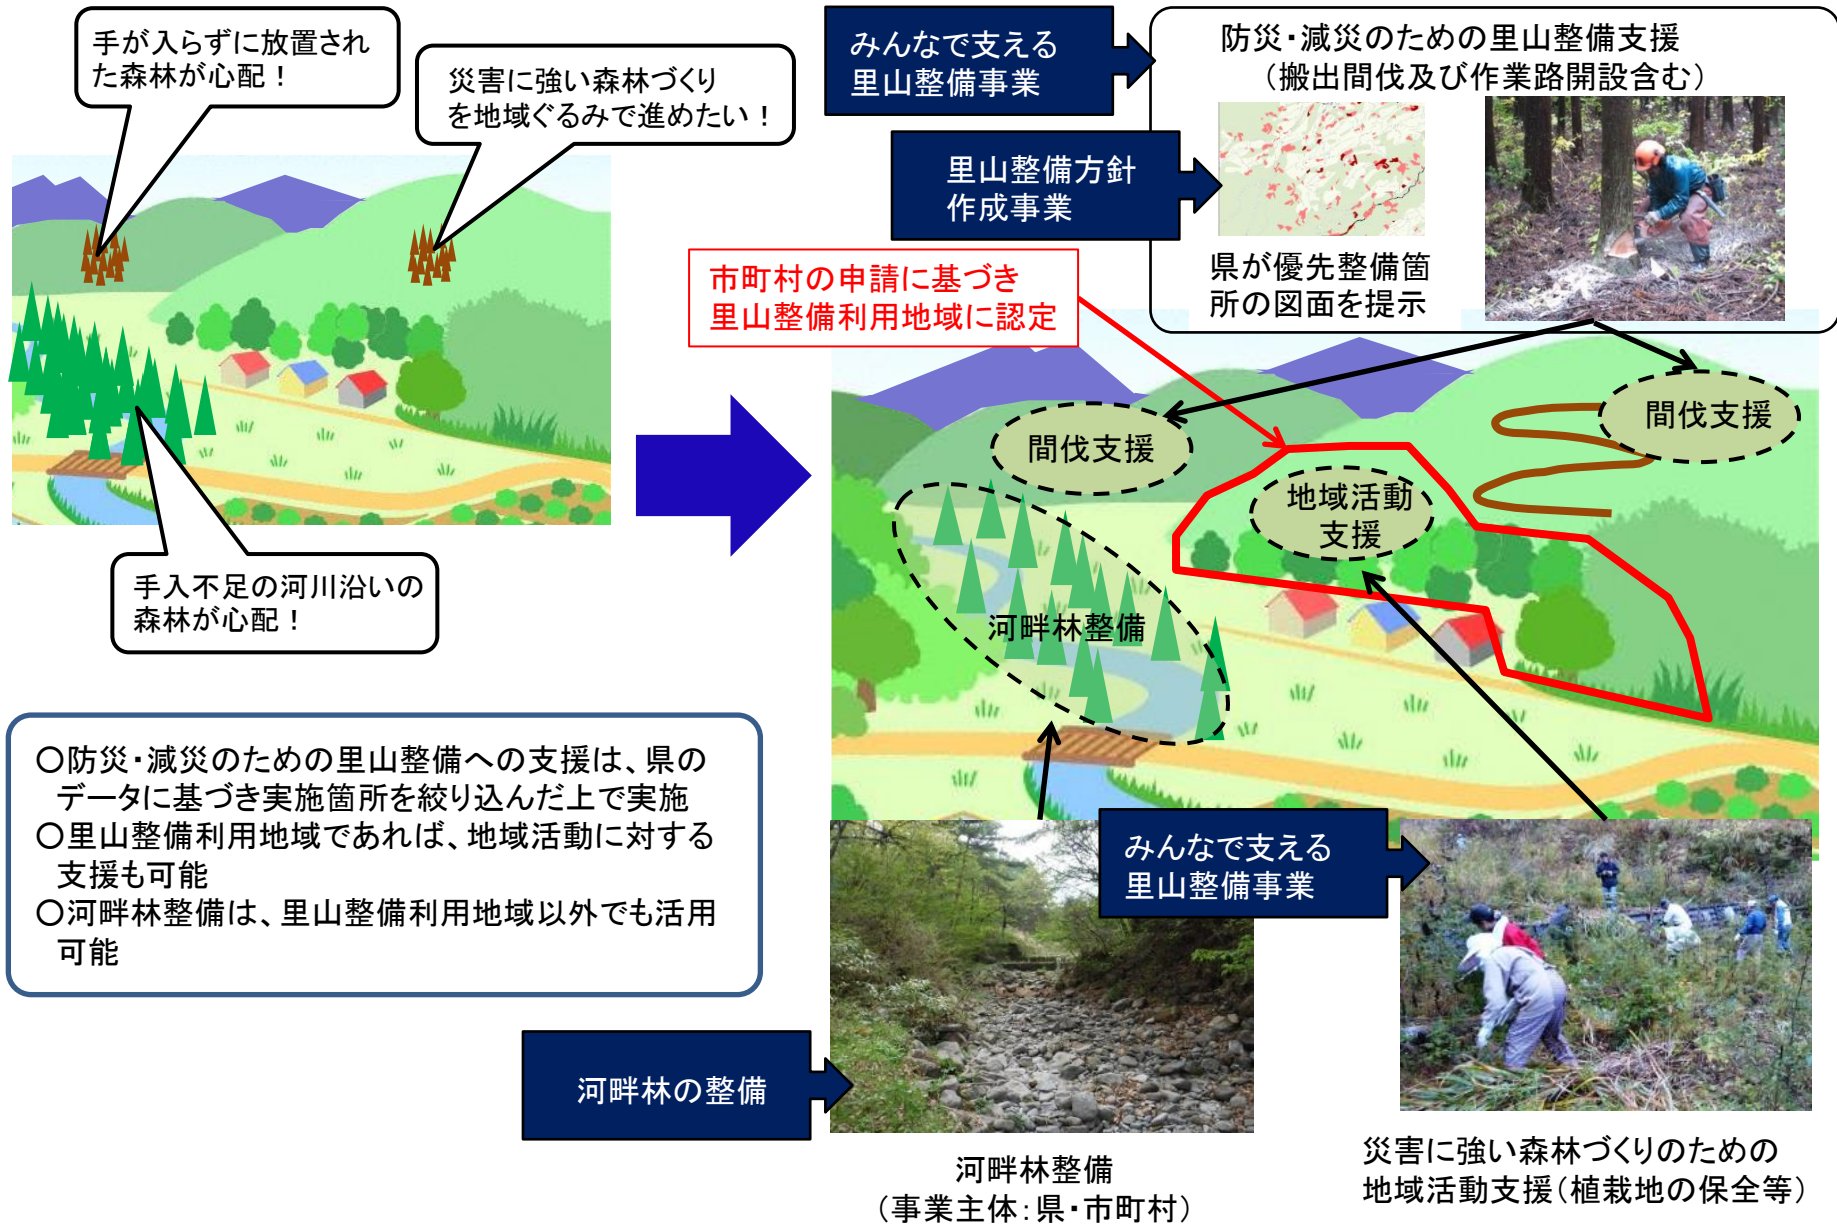 手が入らずに放置され
た森林が心配！
災害に強い森林づくり
を地域ぐるみで進めたい！
手入不足の河川沿いの
森林が心配！
みんなで支える
里山整備事業
防災・減災のための里山整備支援
（搬出間伐及び作業路開設含む）
里山整備方針
作成事業
県が優先整備箇
所の図面を提示
市町村の申請に基づき
里山整備利用地域に認定
間伐支援
間伐支援
地域活動
支援
河畔林整備
○防災・減災のための里山整備への支援は、県の
データに基づき実施箇所を絞り込んだ上で実施
○里山整備利用地域であれば、地域活動に対する
支援も可能
○河畔林整備は、里山整備利用地域以外でも活用
可能
みんなで支える
里山整備事業
河畔林の整備
河畔林整備
（事業主体：県・市町村）
災害に強い森林づくりのための
地域活動支援（植栽地の保全等）